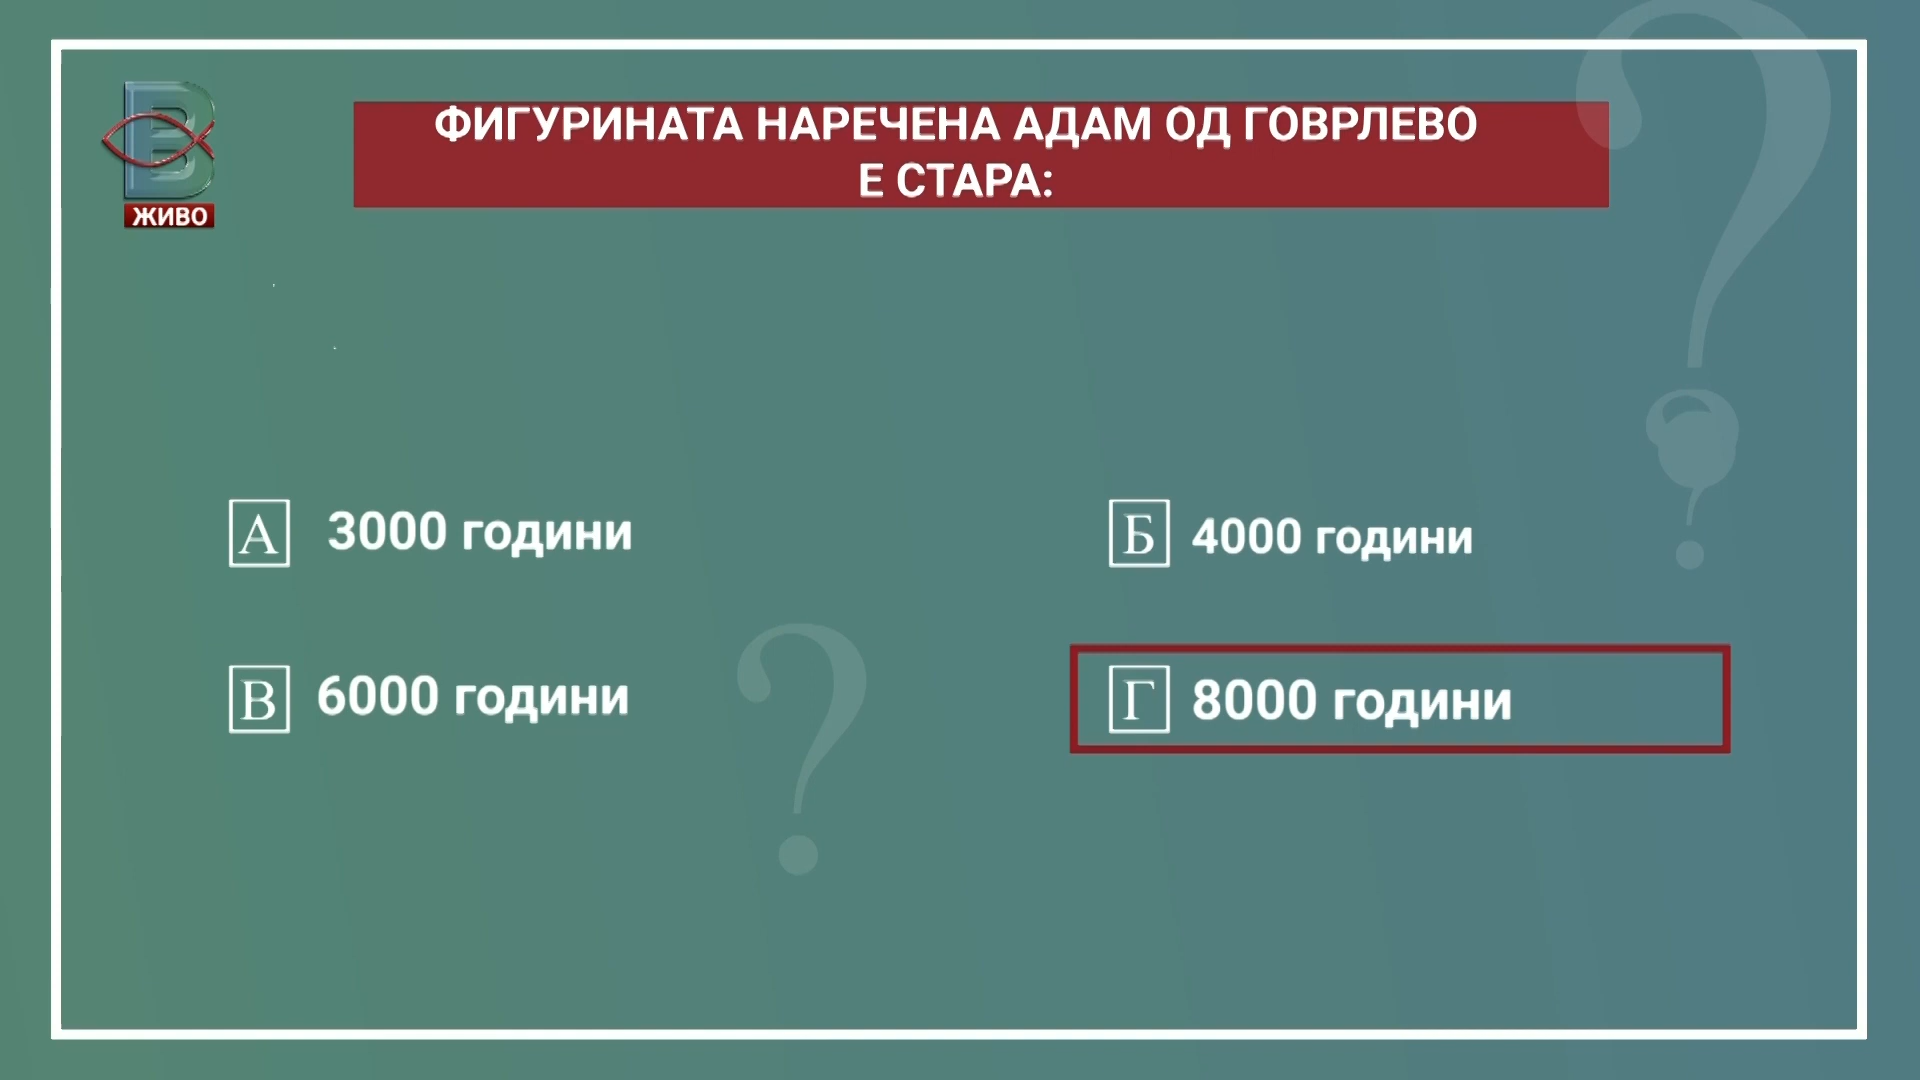 В
ЖИВО
ФИГУРИНАТА НАРЕЧЕНА АДАМ ОД ГОВРЛЕВО
Е СТАРА:
А 3000 години
Б 4000 години
В 6000 години
Г 8000 години